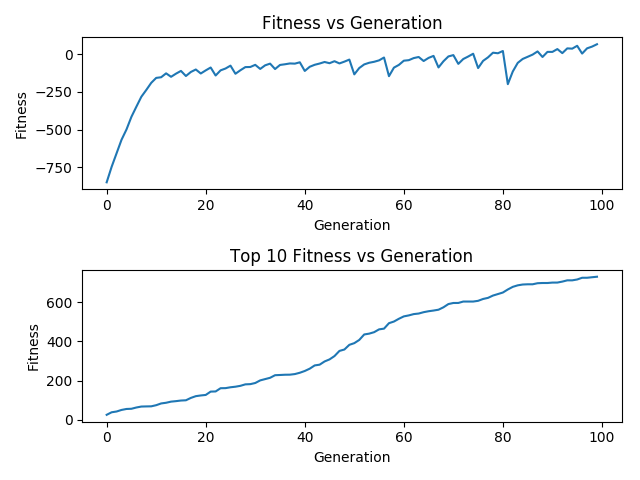 Fitness vs Generation
0
−250
−500
−750
Fitness
0 20 40 60 80 100
Generation
Top 10 Fitness vs Generation
600
400
200
0
Fitness
0 20 40 60 80 100
Generation